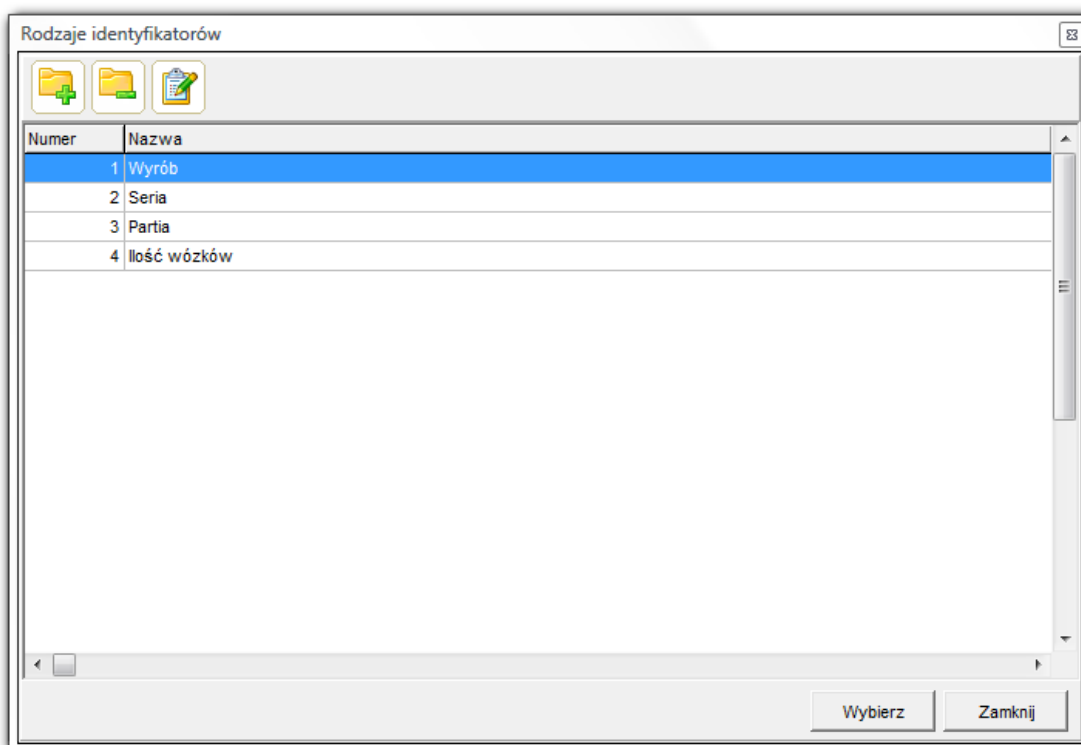 Rodzaje identyfikatorów
Numer Nazwa
1 Wyrób
2 Seria
3 Partia
4 Ilość wózków
Wybierz Zamknij